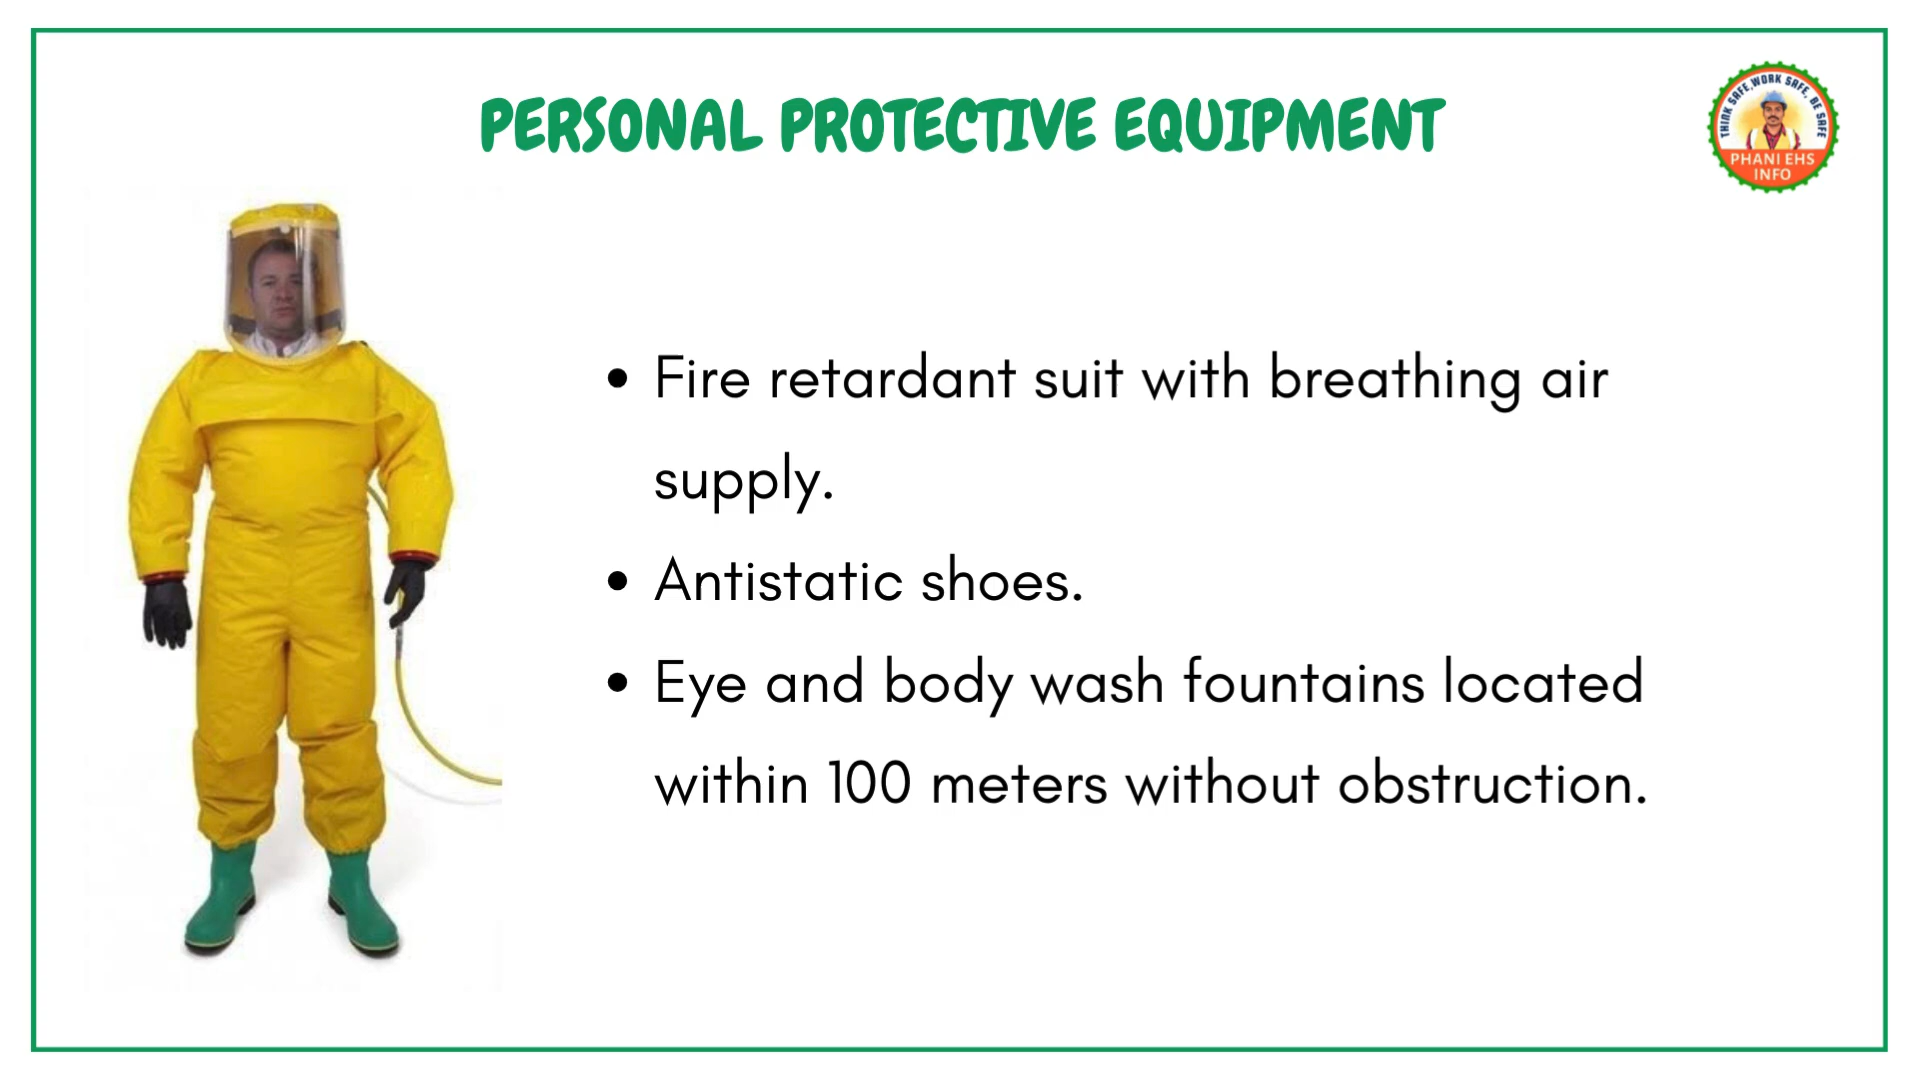 PERSONAL PROTECTIVE EQUIPMENT
THINK SAFE, WORK SAFE, BE SAFE
PHANI EHS
INFO
• Fire retardant suit with breathing air
supply.
• Antistatic shoes.
• Eye and body wash fountains located
within 100 meters without obstruction.